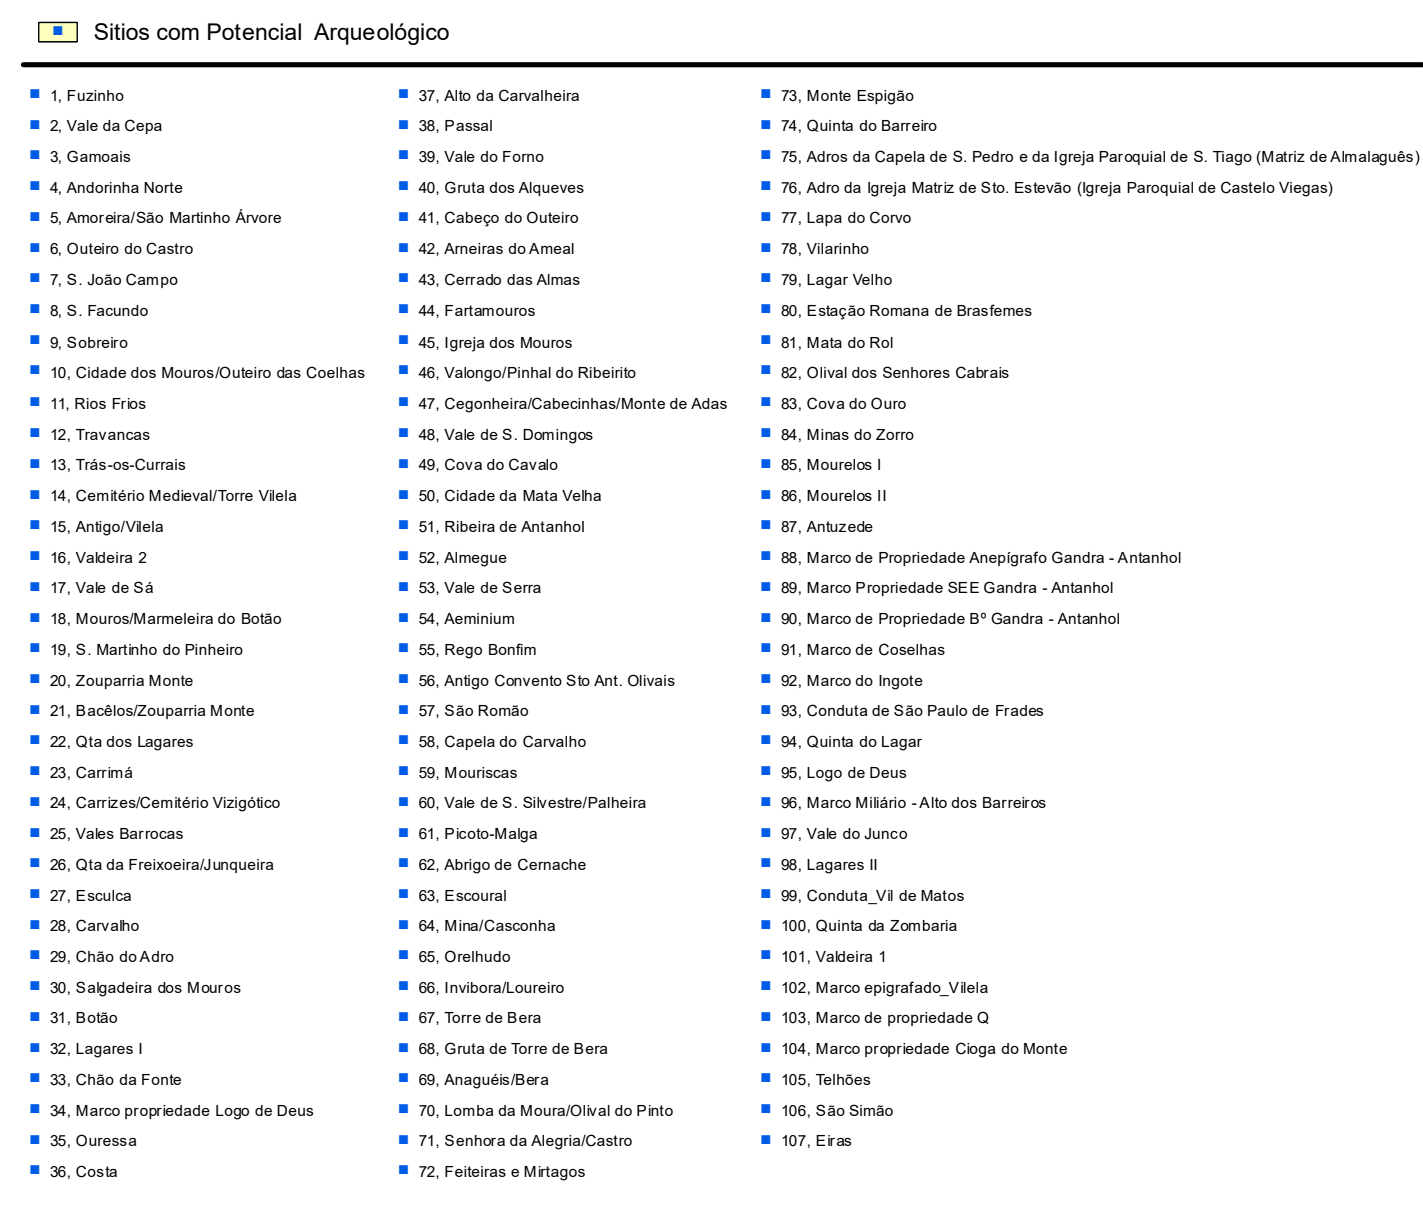 Sitios com Potencial Arqueológico
1, Fuzinho
2, Vale da Cepa
3, Gamoais
4, Andorinha Norte
5, Amoreira/São Martinho Árvore
6, Outeiro do Castro
7, S. João Campo
8, S. Facundo
9, Sobreiro
10, Cidade dos Mouros/Outeiro das Coelhas
11, Rios Frios
12, Travancas
13, Trás-os-Currais
14, Cemitério Medieval/Torre Vilela
15, Antigo/Vilela
16, Valdeira 2
17, Vale de Sá
18, Mouros/Marmeleira do Botão
19, S. Martinho do Pinheiro
20, Zouparria Monte
21, Bacêlos/Zouparria Monte
22, Qta dos Lagares
23, Carrimá
24, Carrizes/Cemitério Vizigótico
25, Vales Barrocas
26, Qta da Freixoeira/Junqueira
27, Esculca
28, Carvalho
29, Chão do Adro
30, Salgadeira dos Mouros
31, Botão
32, Lagares I
33, Chão da Fonte
34, Marco propriedade Logo de Deus
35, Ouressa
36, Costa
37, Alto da Carvalheira
38, Passal
39, Vale do Forno
40, Gruta dos Alqueves
41, Cabeço do Outeiro
42, Arneiras do Ameal
43, Cerrado das Almas
44, Fartamouros
45, Igreja dos Mouros
46, Valongo/Pinhal do Ribeirito
47, Cegonheira/Cabecinhas/Monte de Adas
48, Vale de S. Domingos
49, Cova do Cavalo
50, Cidade da Mata Velha
51, Ribeira de Antanhol
52, Almegue
53, Vale de Serra
54, Aeminium
55, Rego Bonfim
56, Antigo Convento Sto Ant. Olivais
57, São Romão
58, Capela do Carvalho
59, Mouriscas
60, Vale de S. Silvestre/Palheira
61, Picoto-Malga
62, Abrigo de Cernache
63, Escoural
64, Mina/Casconha
65, Orelhudo
66, Invibora/Loureiro
67, Torre de Bera
68, Gruta de Torre de Bera
69, Anaguéis/Bera
70, Lomba da Moura/Olival do Pinto
71, Senhora da Alegria/Castro
72, Feiteiras e Mirtagos
73, Monte Espigão
74, Quinta do Barreiro
75, Adros da Capela de S. Pedro e da Igreja Paroquial de S. Tiago (Matriz de Almalaguês)
76, Adro da Igreja Matriz de Sto. Estevão (Igreja Paroquial de Castelo Viegas)
77, Lapa do Corvo
78, Vilarinho
79, Lagar Velho
80, Estação Romana de Brasfemes
81, Mata do Rol
82, Olival dos Senhores Cabrais
83, Cova do Ouro
84, Minas do Zorro
85, Mourelos I
86, Mourelos II
87, Antuzede
88, Marco de Propriedade Anepígrafo Gandra - Antanhol
89, Marco Propriedade SEE Gandra - Antanhol
90, Marco de Propriedade Bº Gandra - Antanhol
91, Marco de Coselhas
92, Marco do Ingote
93, Conduta de São Paulo de Frades
94, Quinta do Lagar
95, Logo de Deus
96, Marco Miliário - Alto dos Barreiros
97, Vale do Junco
98, Lagares II
99, Conduta_Vil de Matos
100, Quinta da Zombaria
101, Valdeira 1
102, Marco epigrafado_Vilela
103, Marco de propriedade Q
104, Marco propriedade Cioga do Monte
105, Telhões
106, São Simão
107, Eiras